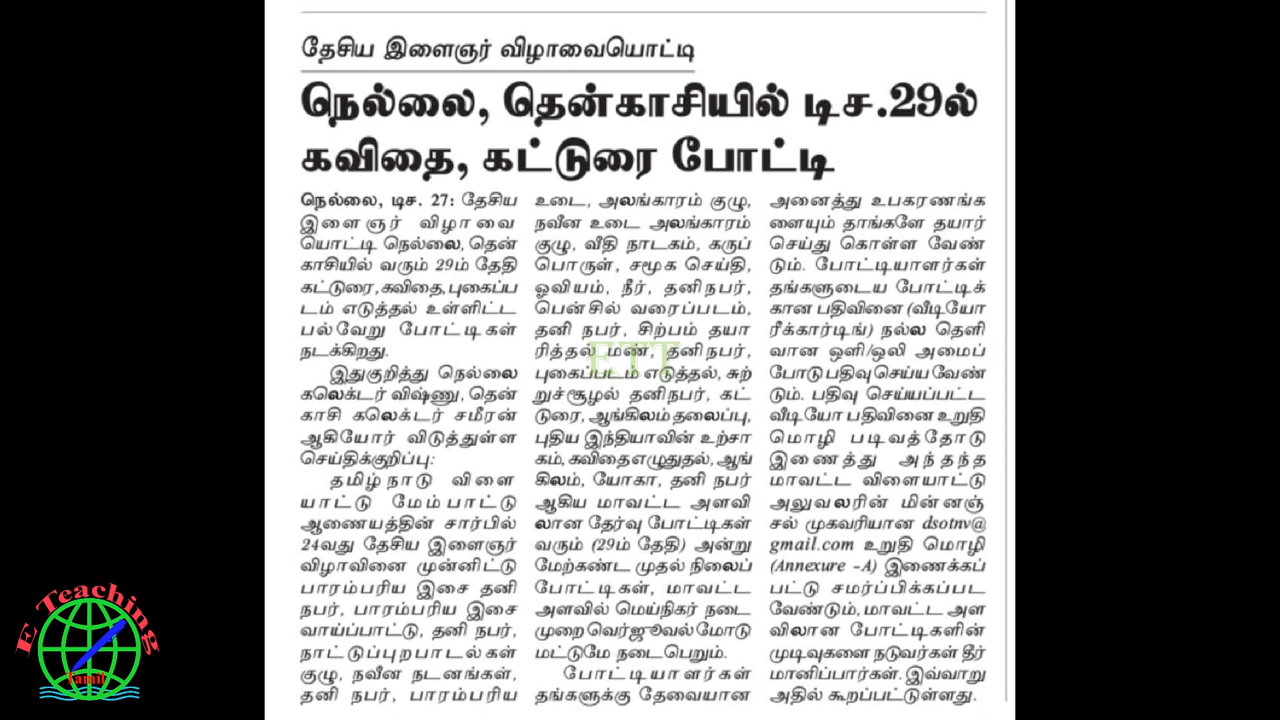 தேசிய இளைஞர் விழாவையொட்டி
நெல்லை, தென்காசியில் டிச.29ல்
கவிதை, கட்டுரை போட்டி
நெல்லை, டிச. 27: தேசிய
இளைஞர் விழாவை
யொட்டி நெல்லை, தென்
காசியில் வரும் 29ம் தேதி
கட்டுரை,கவிதை,புகைப்ப
டம் எடுத்தல் உள்ளிட்ட
பல்வேறு போட்டிகள்
நடக்கிறது.
இதுகுறித்து நெல்லை
கலெக்டர் விஷ்ணு, தென்
காசி கலெக்டர் சமீரன்
ஆகியோர் விடுத்துள்ள
செய்திக்குறிப்பு:
தமிழ்நாடு விளை
யாட்டு மேம்பாட்டு
ஆணையத்தின் சார்பில்
24வது தேசிய இளைஞர்
விழாவினை முன்னிட்டு
பாரம்பரிய இசை தனி
நபர், பாரம்பரிய இசை
வாய்ப்பாட்டு, தனி நபர்,
நாட்டுப்புறபாடல்கள்
குழு, நவீன நடனங்கள்,
தனி நபர், பாரம்பரிய
உடை, அலங்காரம் குழு,
நவீன உடை அலங்காரம்
குழு, வீதி நாடகம், கருப்
பொருள், சமூக செய்தி,
ஓவியம், நீர், தனிநபர்,
பென்சில் வரைப்படம்,
தனி நபர், சிற்பம் தயா
ரித்தல் மண், தனிநபர்,
புகைப்படம் எடுத்தல், சுற்
றுச்சூழல் தனிநபர், கட்
டுரை, ஆங்கிலம் தலைப்பு,
புதிய இந்தியாவின் உற்சா
கம், கவிதை எழுதுதல், ஆங்
கிலம், யோகா, தனி நபர்
ஆகிய மாவட்ட அளவி
லான தேர்வு போட்டிகள்
வரும் (29ம் தேதி) அன்று
மேற்கண்ட முதல் நிலைப்
போட்டிகள், மாவட்ட
அளவில் மெய்நிகர் நடை
முறை வெர்ஜூவல் மோடு
மட்டுமே நடைபெறும்.
போட்டியாளர்கள்
தங்களுக்கு தேவையான
அனைத்து உபகரணங்க
ளையும் தாங்களே தயார்
செய்து கொள்ள வேண்
டும். போட்டியாளர்கள்
தங்களுடைய போட்டிக்
கான பதிவினை (வீடியோ
ரீக்கார்டிங்) நல்ல தெளி
வான ஒளி/ஒலி அமைப்
போடு பதிவு செய்ய வேண்
டும். பதிவு செய்யப்பட்ட
வீடியோ பதிவினை உறுதி
மொழி படிவத்தோடு
இணைத்து அந்தந்த
மாவட்ட விளையாட்டு
அலுவலரின் மின்னஞ்
சல் முகவரியான dsotnv@
gmail.com உறுதி மொழி
(Annexure -A) இணைக்கப்
பட்டு சமர்ப்பிக்கப்பட
வேண்டும், மாவட்ட அள
விலான போட்டிகளின்
முடிவுகளை நடுவர்கள் தீர்
மானிப்பார்கள். இவ்வாறு
அதில் கூறப்பட்டுள்ளது.
ETT
E Teaching
Tamil